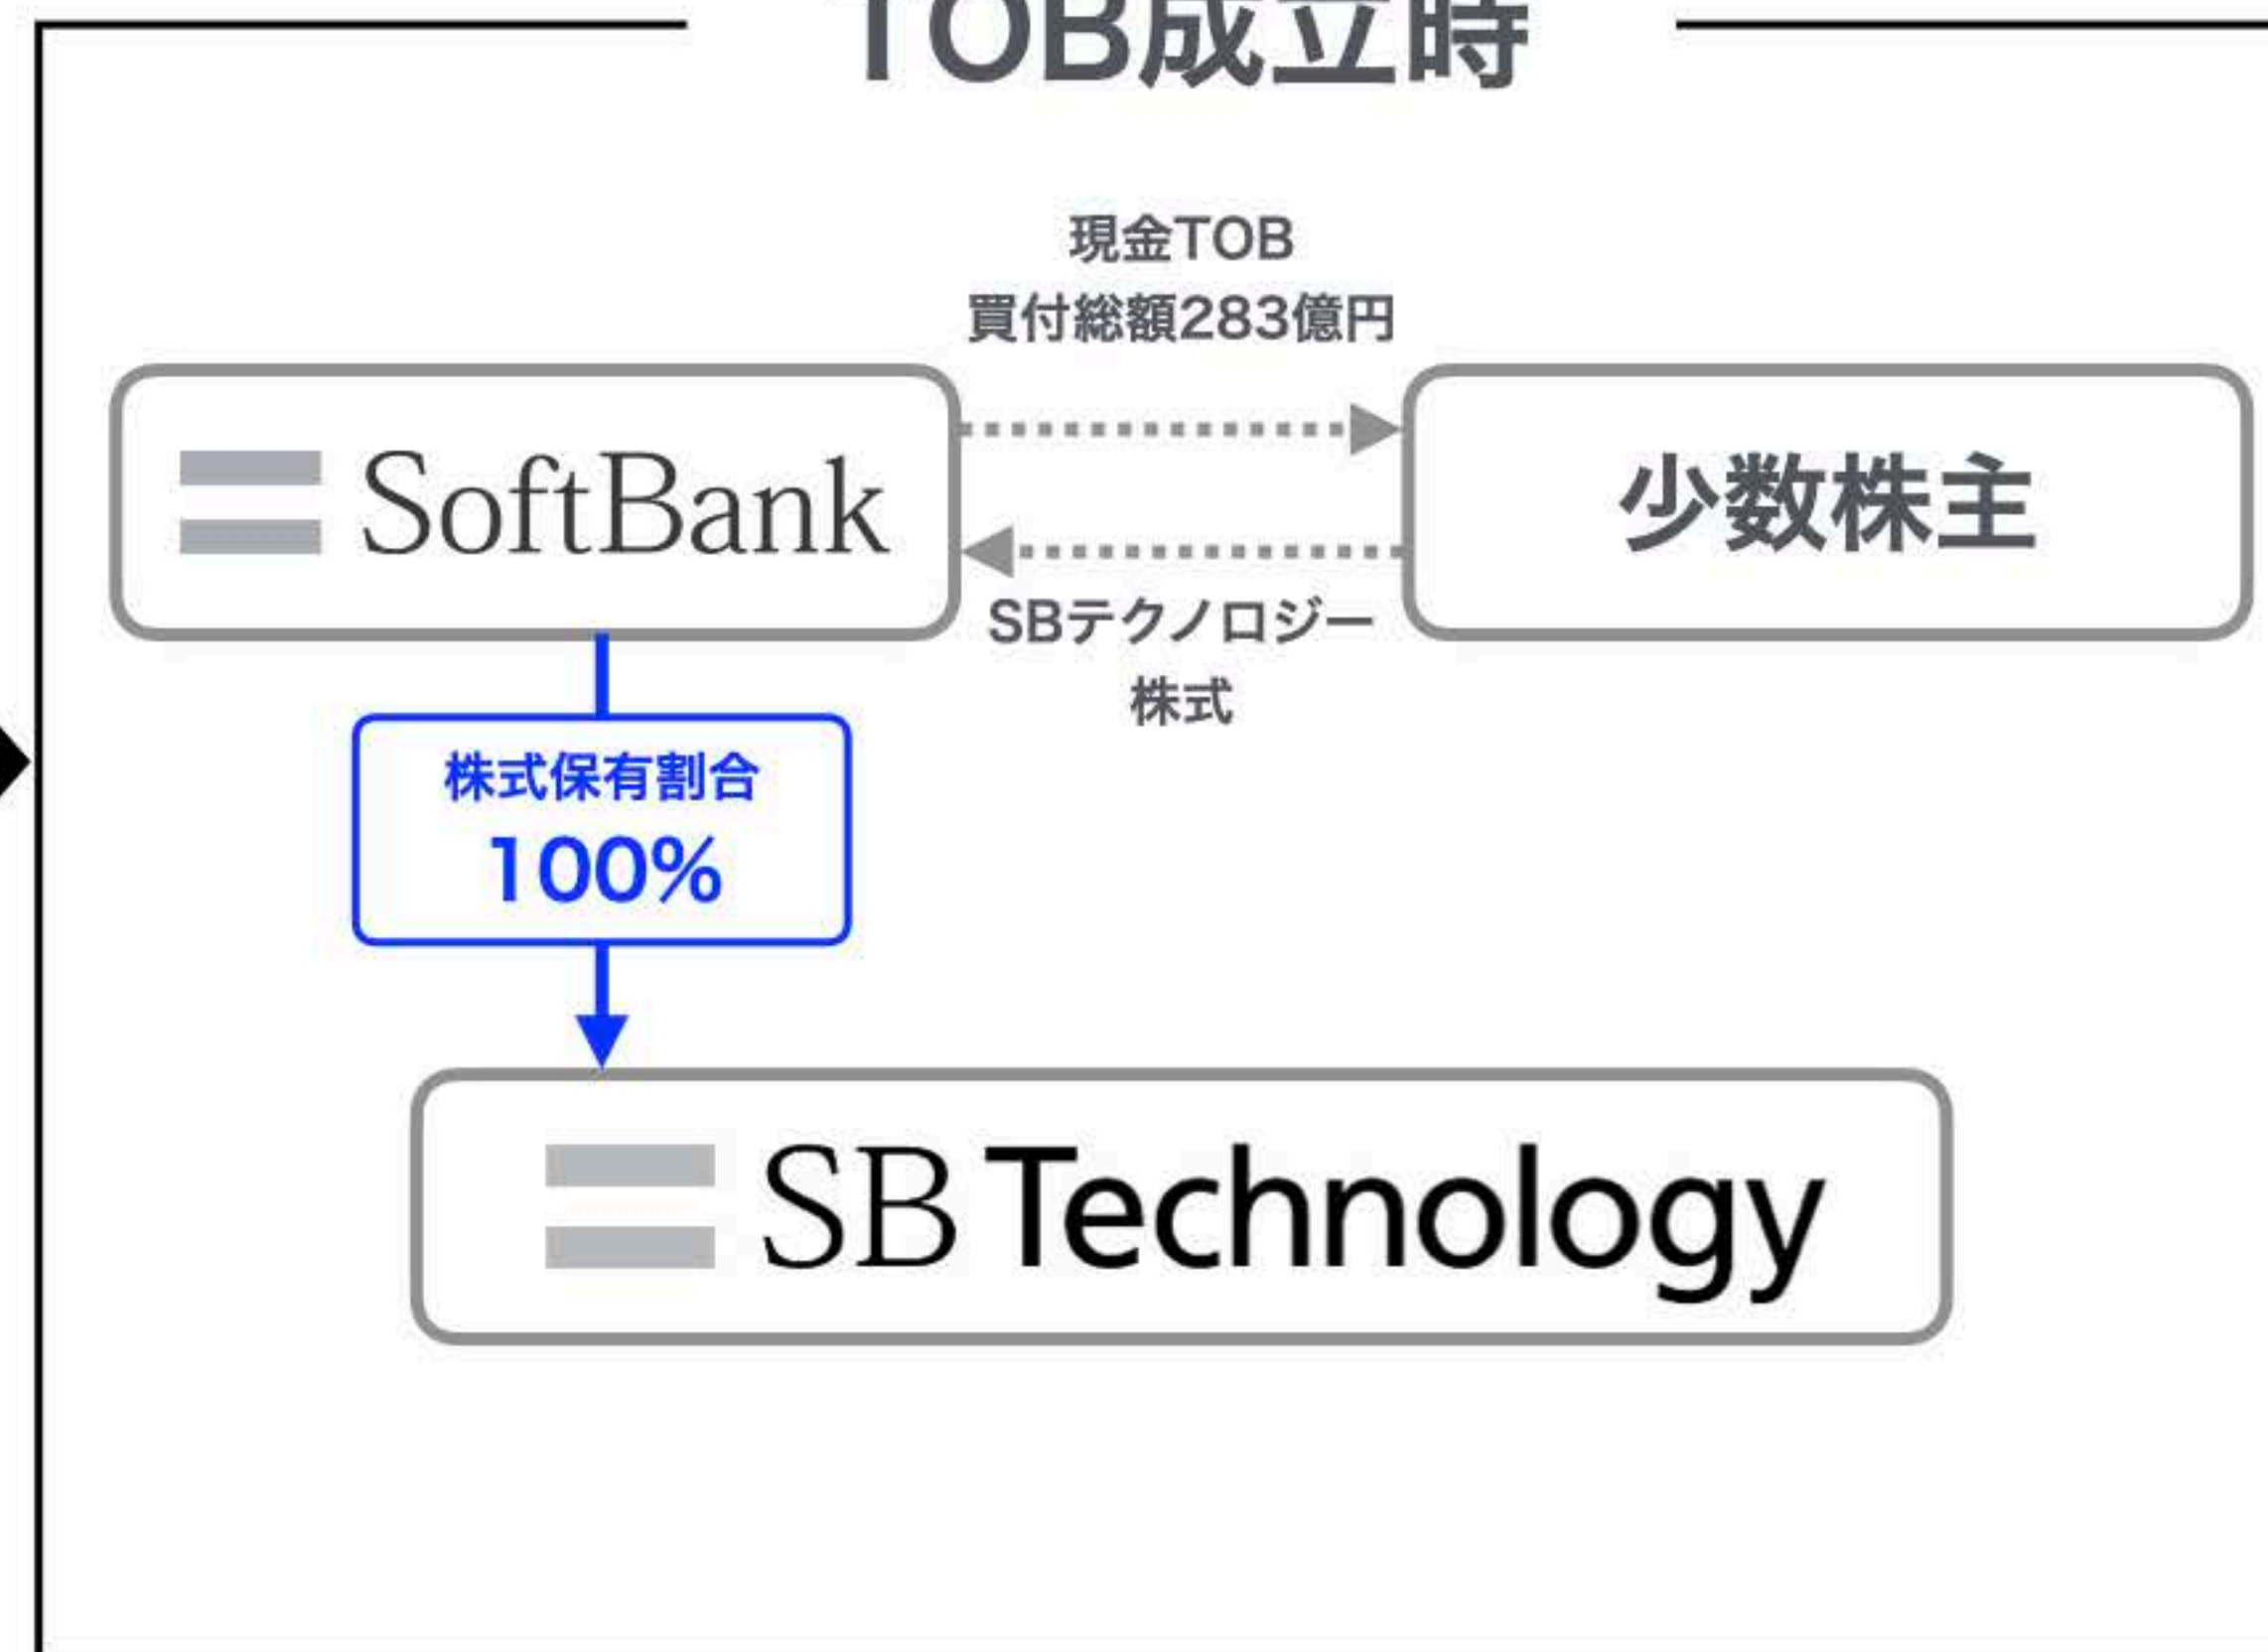 TOB成立時
現金TOB
買付総額283億円
SoftBank
少数株主
SBテクノロジー
株式
株式保有割合
100%
SB Technology